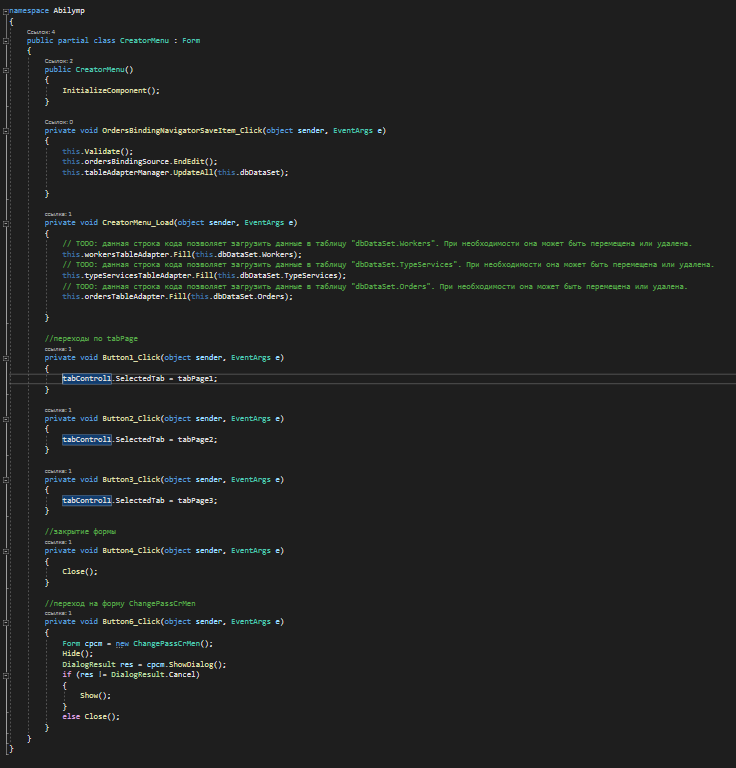 namespace Abilymp
{
Ссылок: 4
public partial class CreatorMenu : Form
{
Ссылок: 2
public CreatorMenu()
{
InitializeComponent();
}
Ссылок: 0
private void OrdersBindingNavigatorSaveItem_Click(object sender, EventArgs e)
{
this.Validate();
this.ordersBindingSource.EndEdit();
this.tableAdapterManager.UpdateAll(this.dbDataSet);
}
ссылка: 1
private void CreatorMenu_Load(object sender, EventArgs e)
{
// TODO: данная строка кода позволяет загрузить данные в таблицу "dbDataSet.Workers". При необходимости она может быть перемещена или удалена.
this.workersTableAdapter.Fill(this.dbDataSet.Workers);
// TODO: данная строка кода позволяет загрузить данные в таблицу "dbDataSet.TypeServices". При необходимости она может быть перемещена или удалена.
this.typeServicesTableAdapter.Fill(this.dbDataSet.TypeServices);
// TODO: данная строка кода позволяет загрузить данные в таблицу "dbDataSet.Orders". При необходимости она может быть перемещена или удалена.
this.ordersTableAdapter.Fill(this.dbDataSet.Orders);
}
//переходы по tabPage
ссылка: 1
private void Button1_Click(object sender, EventArgs e)
{
tabControl1.SelectedTab = tabPage1;
}
ссылка: 1
private void Button2_Click(object sender, EventArgs e)
{
tabControl1.SelectedTab = tabPage2;
}
ссылка: 1
private void Button3_Click(object sender, EventArgs e)
{
tabControl1.SelectedTab = tabPage3;
}
//закрытие формы
ссылка: 1
private void Button4_Click(object sender, EventArgs e)
{
Close();
}
//переход на форму ChangePassCrMen
ссылка: 1
private void Button6_Click(object sender, EventArgs e)
{
Form cpcm = new ChangePassCrMen();
Hide();
DialogResult res = cpcm.ShowDialog();
if (res != DialogResult.Cancel)
{
Show();
}
else Close();
}
}
}